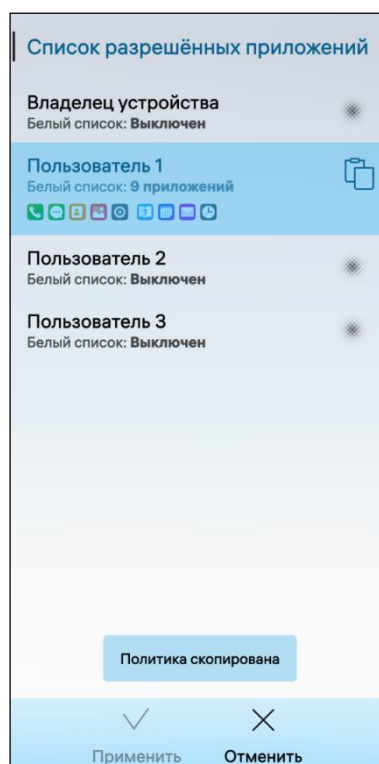 Список разрешённых приложений
Владелец устройства
Белый список: Выключен
Пользователь 1
Белый список: 9 приложений
Пользователь 2
Белый список: Выключен
Пользователь 3
Белый список: Выключен
Политика скопирована
Применить Отменить